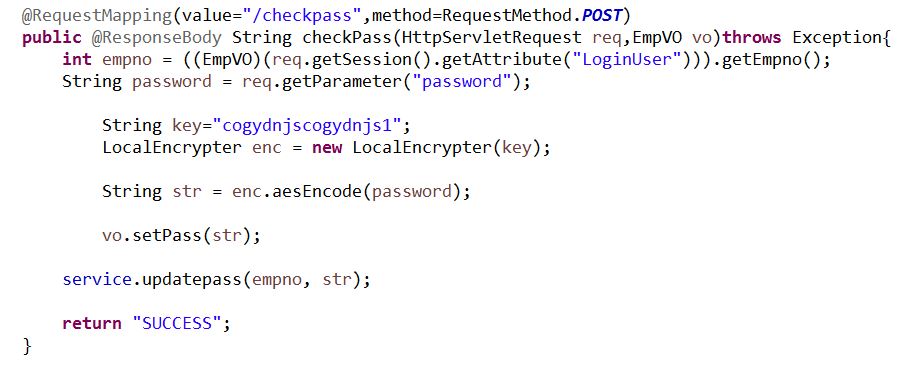 @RequestMapping(value="/checkpass",method=RequestMethod.POST)
public @ResponseBody String checkPass(HttpServletRequest req,EmpVO vo)throws Exception{
int empno = ((EmpVO)(req.getSession().getAttribute("LoginUser"))).getEmpno();
String password = req.getParameter("password");
String key="cogydnjscogydnjs1";
LocalEncrypter enc = new LocalEncrypter(key);
String str = enc.aesEncode(password);
vo.setPass(str);
service.updatepass(empno, str);
return "SUCCESS";
}